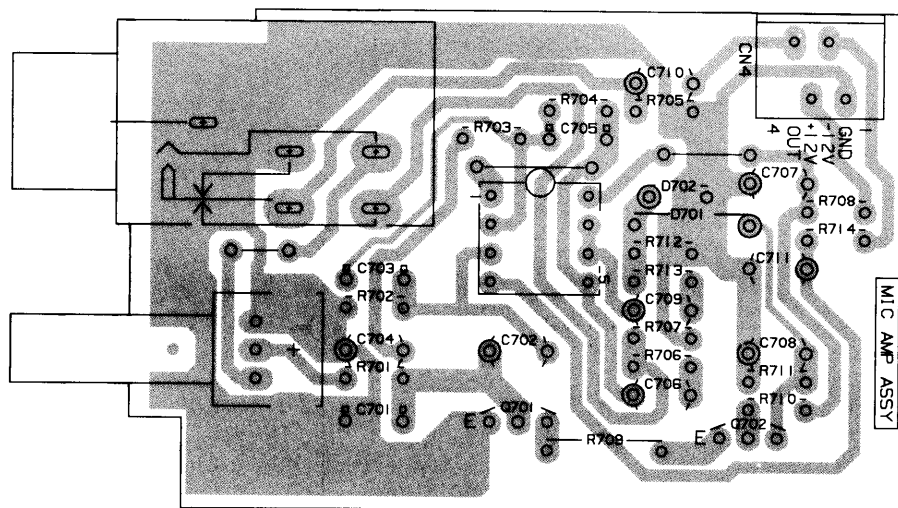 C710
CN4
R704
R705
R703
C705
4
OUT
+12V
-12V
GND
1
C707
D702
R708
D701
R714
R712
C703
C711
R713
5
R702
C709
MIC AMP ASSY
R707
C704
C702
C708
R706
R701
R711
C706
C701
E
Q701
R710
R709
E
Q702